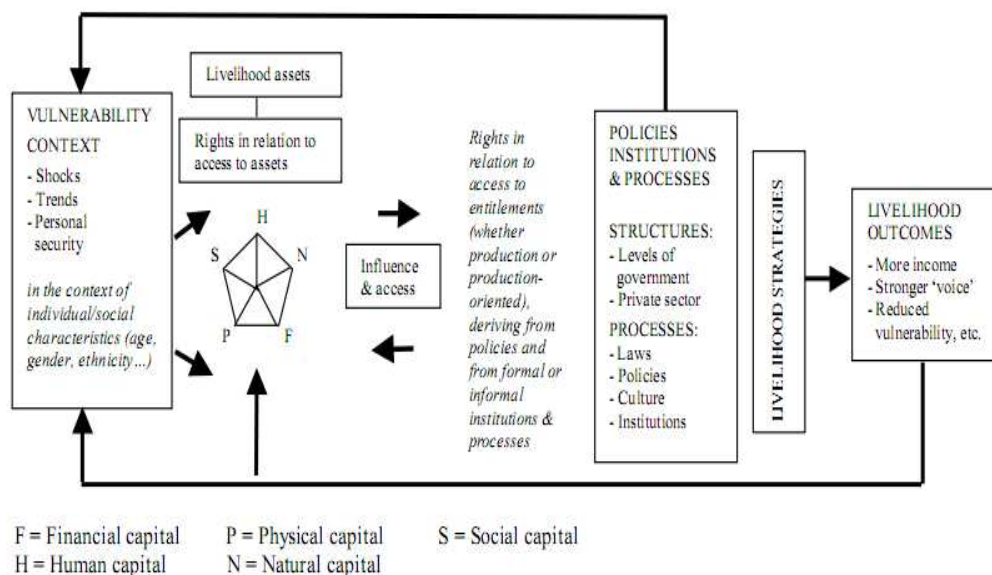 VULNERABILITY
CONTEXT
- Shocks
- Trends
- Personal
security
in the context of
individual/social
characteristics (age,
gender, ethnicity...)
Livelihood assets
Rights in relation to
access to assets
H
S
N
P
F
Influence
& access
Rights in
relation to
access to
entitlements
(whether
production or
production-
oriented),
deriving from
policies and
from formal or
informal
institutions &
processes
POLICIES
INSTITUTIONS
& PROCESSES
STRUCTURES:
- Levels of
government
- Private sector
PROCESSES:
- Laws
- Policies
- Culture
- Institutions
LIVELIHOOD STRATEGIES
LIVELIHOOD
OUTCOMES
- More income
- Stronger ‘voice’
- Reduced
vulnerability, etc.
F = Financial capital P = Physical capital S = Social capital
H = Human capital N = Natural capital